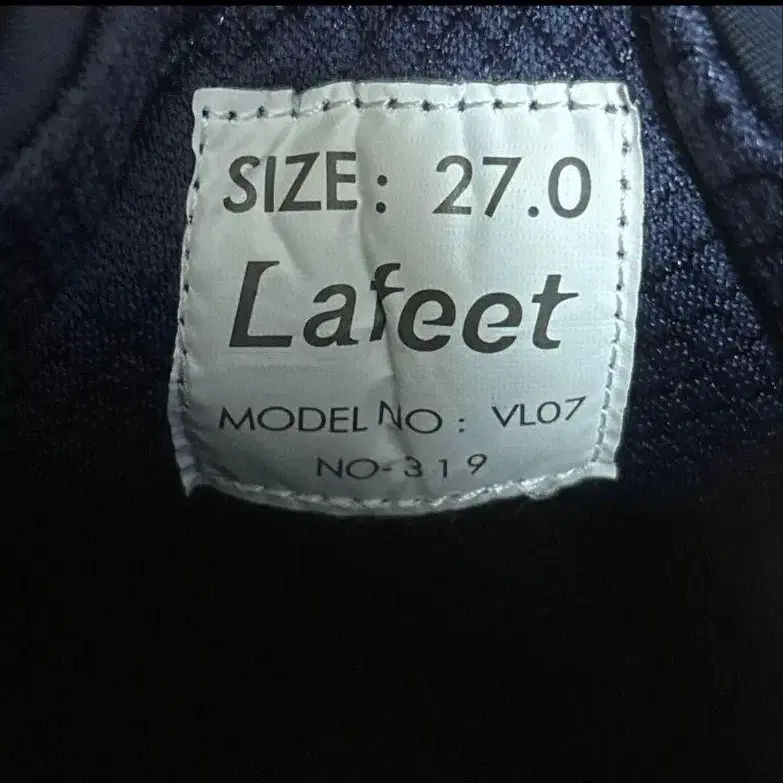 SIZE: 27.0
Lafeet
MODEL NO : VL07
NO-319